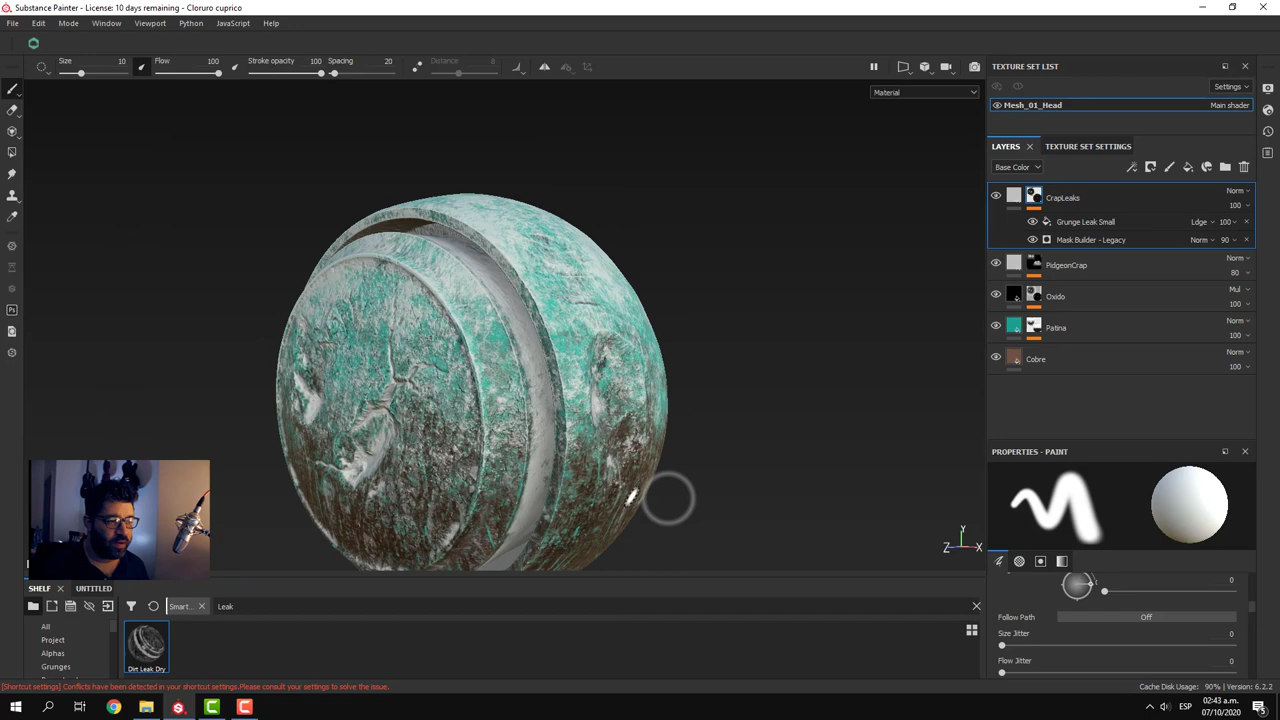 Substance Painter - License: 10 days remaining - Cloruro cuprico
File Edit Mode Window Viewport Python JavaScript Help
Size 10 Flow 100 Stroke opacity 100 Spacing 20 Distance 8
Material
TEXTURE SET LIST
Settings
Mesh_01_Head Main shader
LAYERS TEXTURE SET SETTINGS
Base Color
CrapLeaks Norm 100
Grunge Leak Small Ldge 100
Mask Builder - Legacy Norm 90
PidgeonCrap Norm 80
Oxido Mul 100
Patina Norm 100
Cobre Norm 100
PROPERTIES - PAINT
0
Follow Path Off
Size Jitter 0
Flow Jitter 0
Y
Z X
SHELF UNTITLED
Smart... Leak
All
Project
Alphas
Grunges
Dirt Leak Dry
[Shortcut settings] Conflicts have been detected in your shortcut settings.Please consult your settings to solve the issue.
Cache Disk Usage: 90% | Version: 6.2.2
Ps
ESP 02:43 a.m.
07/10/2020 5